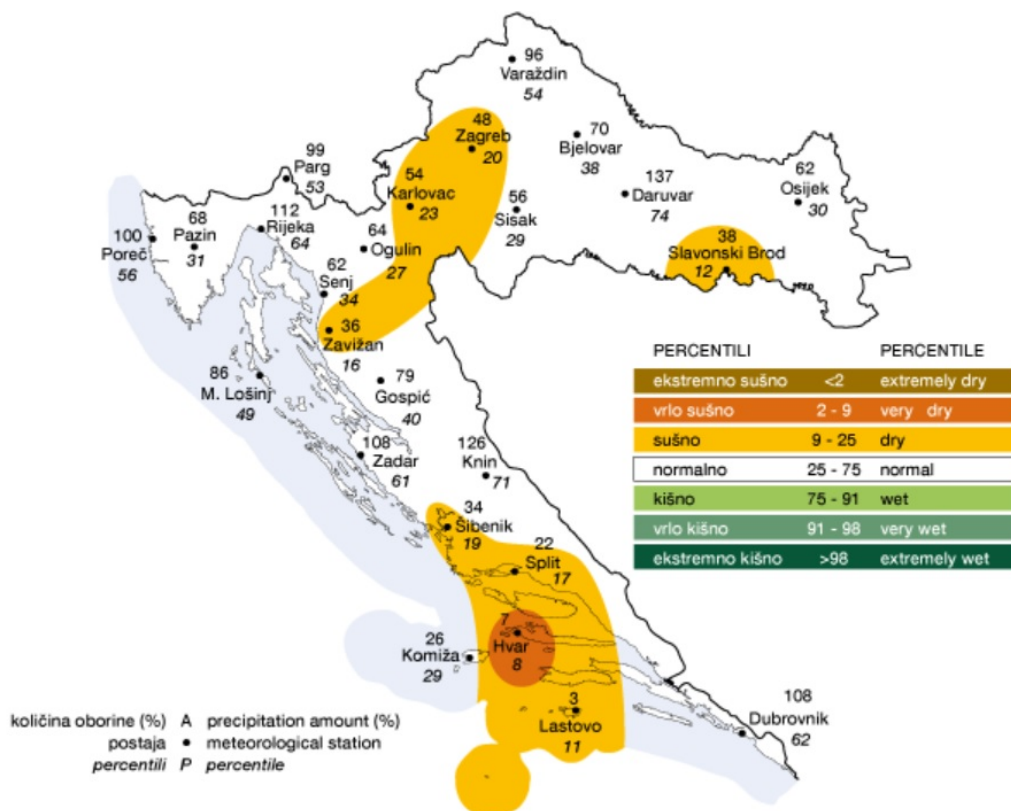 96
Varaždin
54
48
Zagreb
20
70
Bjelovar
38
99
Parg
53
54
Karlovac
23
137
Daruvar
74
62
Osijek
30
56
Sisak
29
112
Rijeka
64
68
Pazin
31
100
Poreč
56
64
Ogulin
27
38
Slavonski Brod
12
62
Senj
34
36
Zavižan
16
86
M. Lošinj
49
79
Gospić
40
108
Zadar
61
126
Knin
71
34
Šibenik
19
22
Split
17
7
Hvar
8
26
Komiža
29
3
Lastovo
11
108
Dubrovnik
62
PERCENTILI PERCENTILE
ekstremno sušno <2 extremely dry
vrlo sušno 2 - 9 very dry
sušno 9 - 25 dry
normalno 25 - 75 normal
kišno 75 - 91 wet
vrlo kišno 91 - 98 very wet
ekstremno kišno >98 extremely wet
količina oborine (%) A precipitation amount (%)
postaja • meteorological station
percentili P percentile